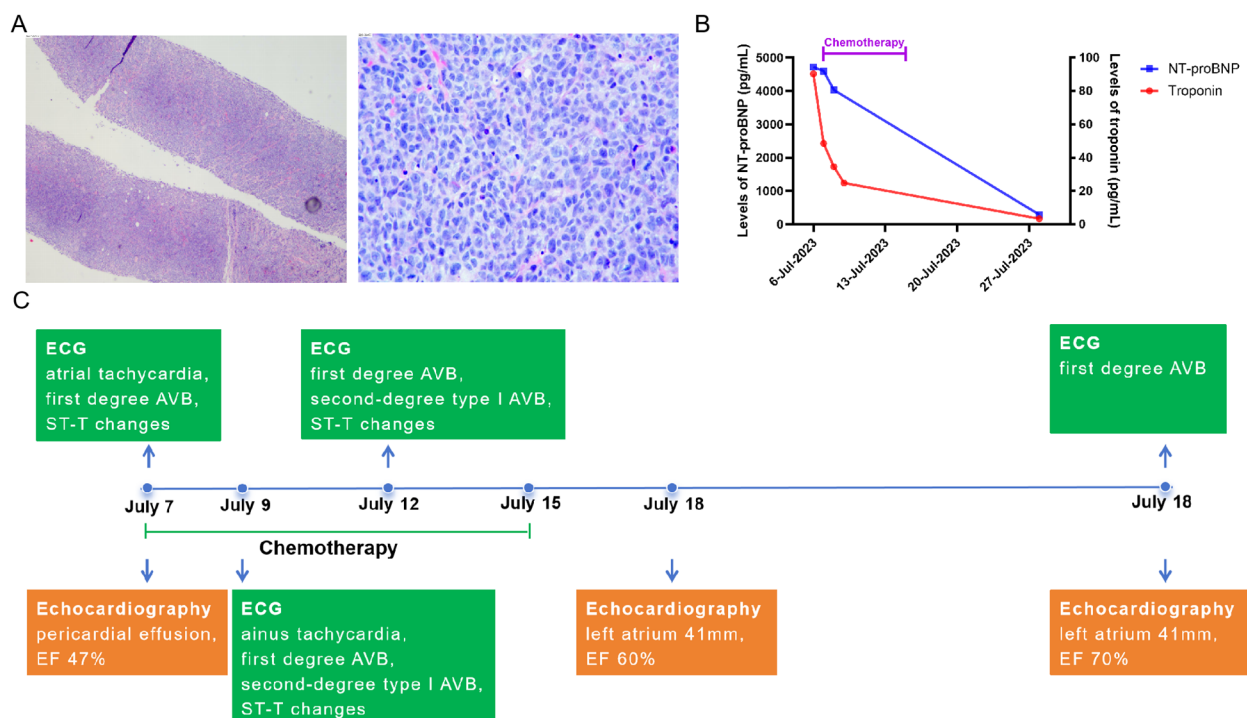 A
B
Chemotherapy
5000
4000
3000
2000
1000
0
Levels of NT-proBNP (pg/mL)
100
80
60
40
20
0
Levels of troponin (pg/mL)
NT-proBNP
Troponin
6-Jul-2023
13-Jul-2023
20-Jul-2023
27-Jul-2023
C
ECG
atrial tachycardia,
first degree AVB,
ST-T changes
ECG
first degree AVB,
second-degree type I AVB,
ST-T changes
ECG
first degree AVB
July 7
July 9
July 12
July 15
July 18
July 18
Chemotherapy
Echocardiography
pericardial effusion,
EF 47%
ECG
ainus tachycardia,
first degree AVB,
second-degree type I AVB,
ST-T changes
Echocardiography
left atrium 41mm,
EF 60%
Echocardiography
left atrium 41mm,
EF 70%